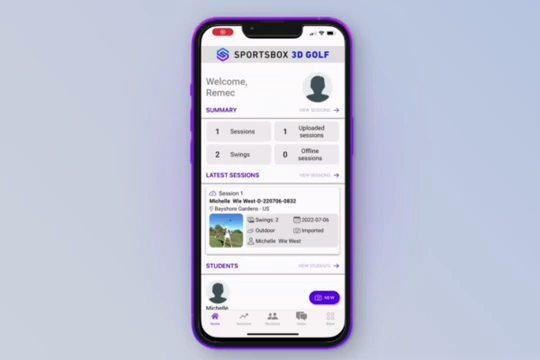 SPORTSBOX 3D GOLF
Welcome,
Remec
SUMMARY
VIEW SESSIONS
1 Sessions
1 Uploaded sessions
2 Swings
0 Offline sessions
LATEST SESSIONS
VIEW SESSIONS
Session 1
Michelle Wie West-O-220706-0832
Bayshore Gardens - US
Swings: 2
2022-07-06
Outdoor
Imported
Michelle Wie West
STUDENTS
VIEW STUDENTS
Michelle
NEW
Home